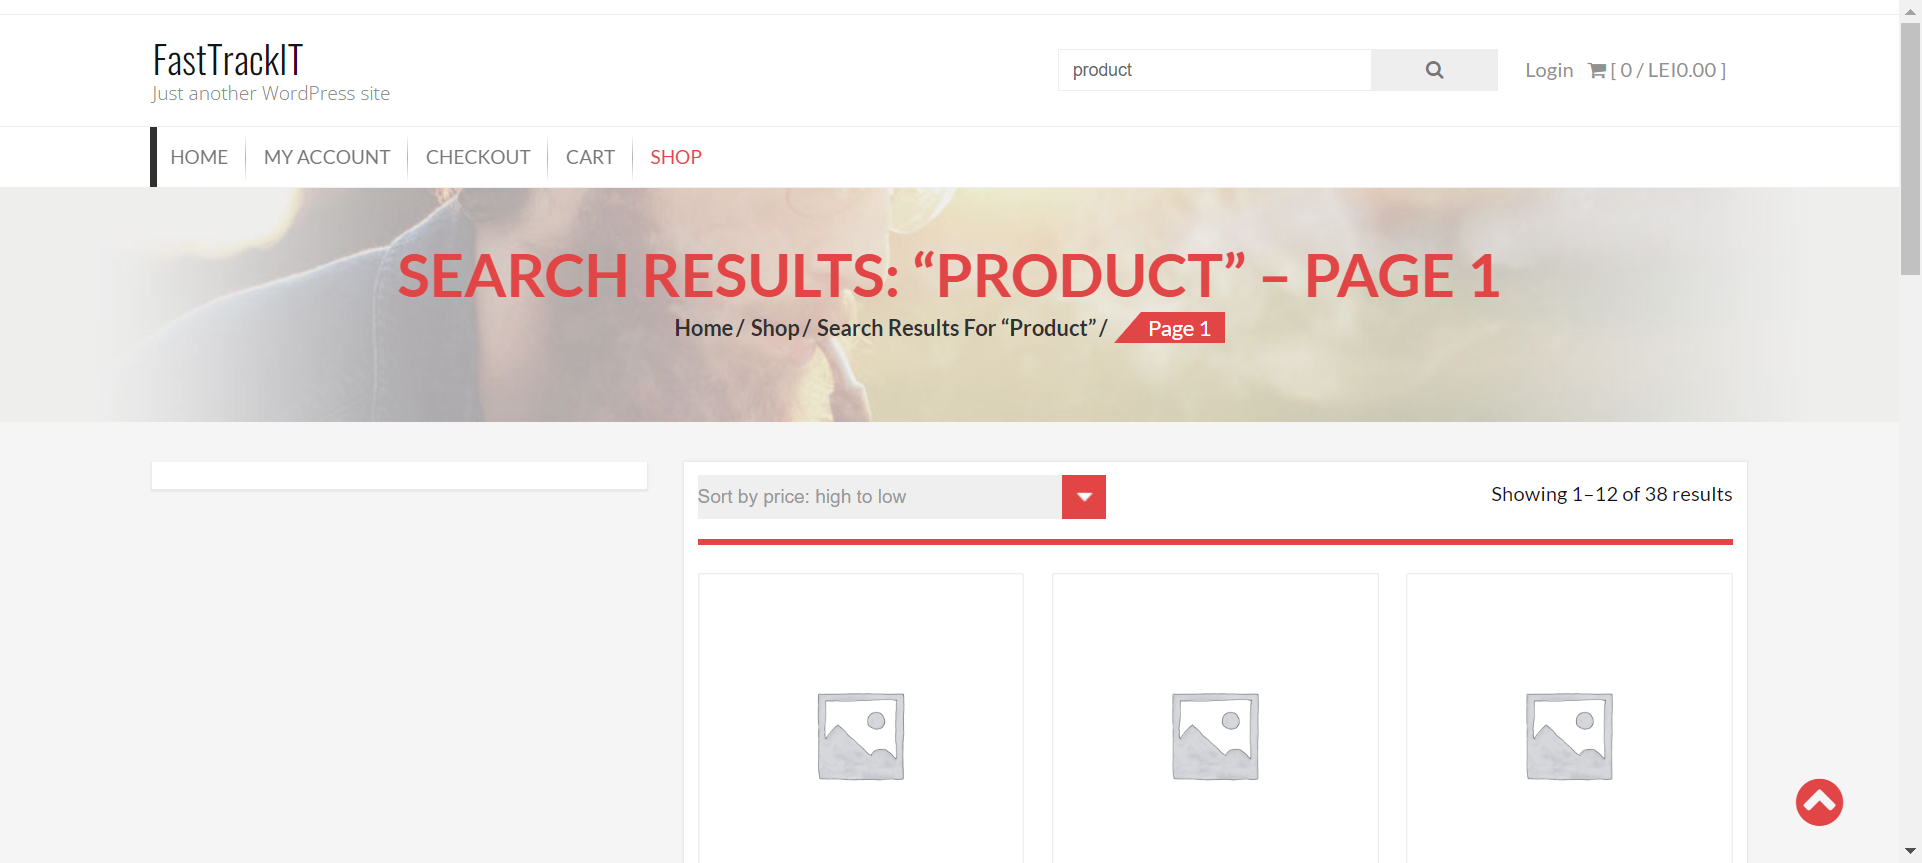 FastTrackIT
Just another WordPress site
product
Login [ 0 / LEI0.00 ]
HOME MY ACCOUNT CHECKOUT CART SHOP
SEARCH RESULTS: “PRODUCT” – PAGE 1
Home / Shop / Search Results For “Product” / Page 1
Sort by price: high to low
Showing 1–12 of 38 results